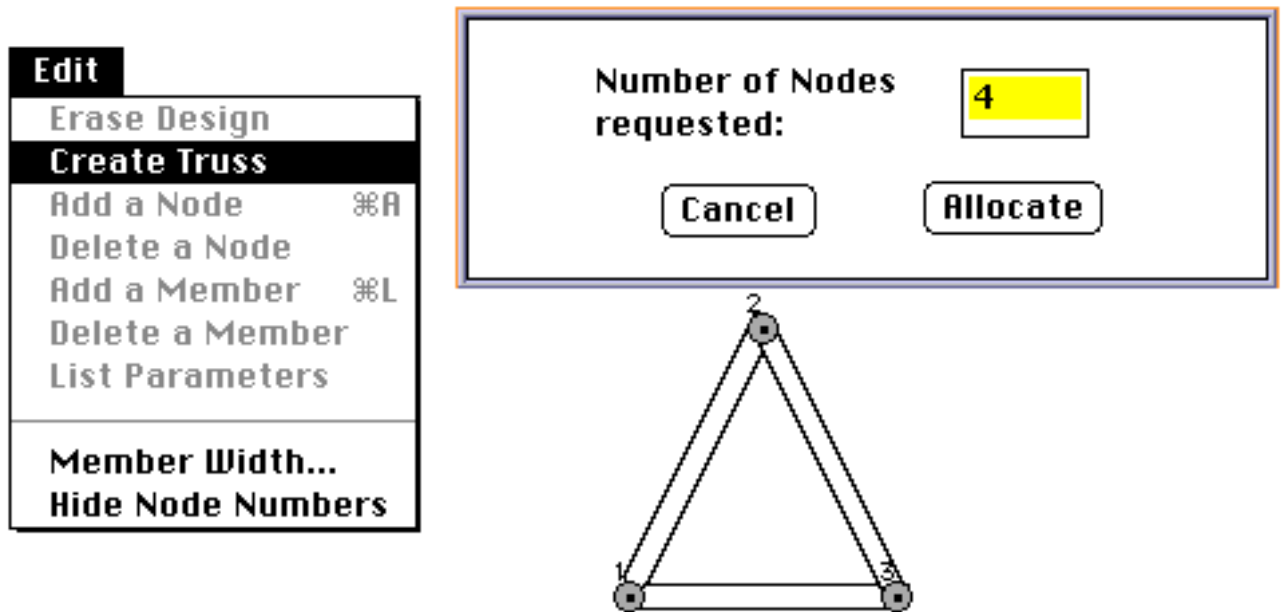 Edit
Erase Design
Create Truss
Add a Node ⌘A
Delete a Node
Add a Member ⌘L
Delete a Member
List Parameters
Member Width...
Hide Node Numbers
Number of Nodes
requested:
4
Cancel
Allocate
2
1
3